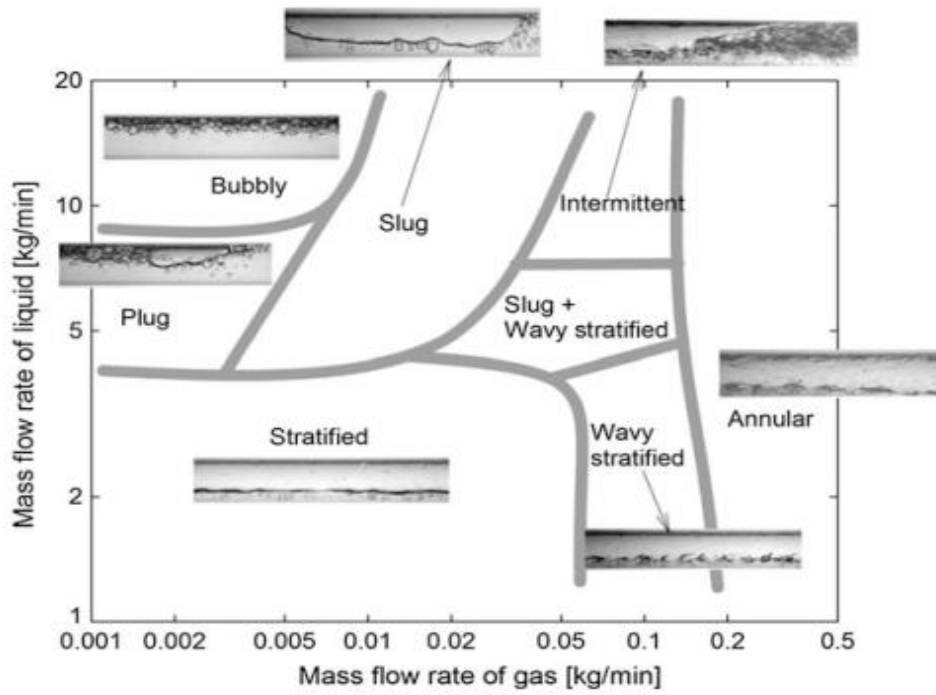 20
10
5
2
1
Mass flow rate of liquid [kg/min]
Bubbly
Plug
Slug
Intermittent
Slug +
Wavy stratified
Stratified
Wavy
stratified
Annular
0.001
0.002
0.005
0.01
0.02
0.05
0.1
0.2
0.5
Mass flow rate of gas [kg/min]